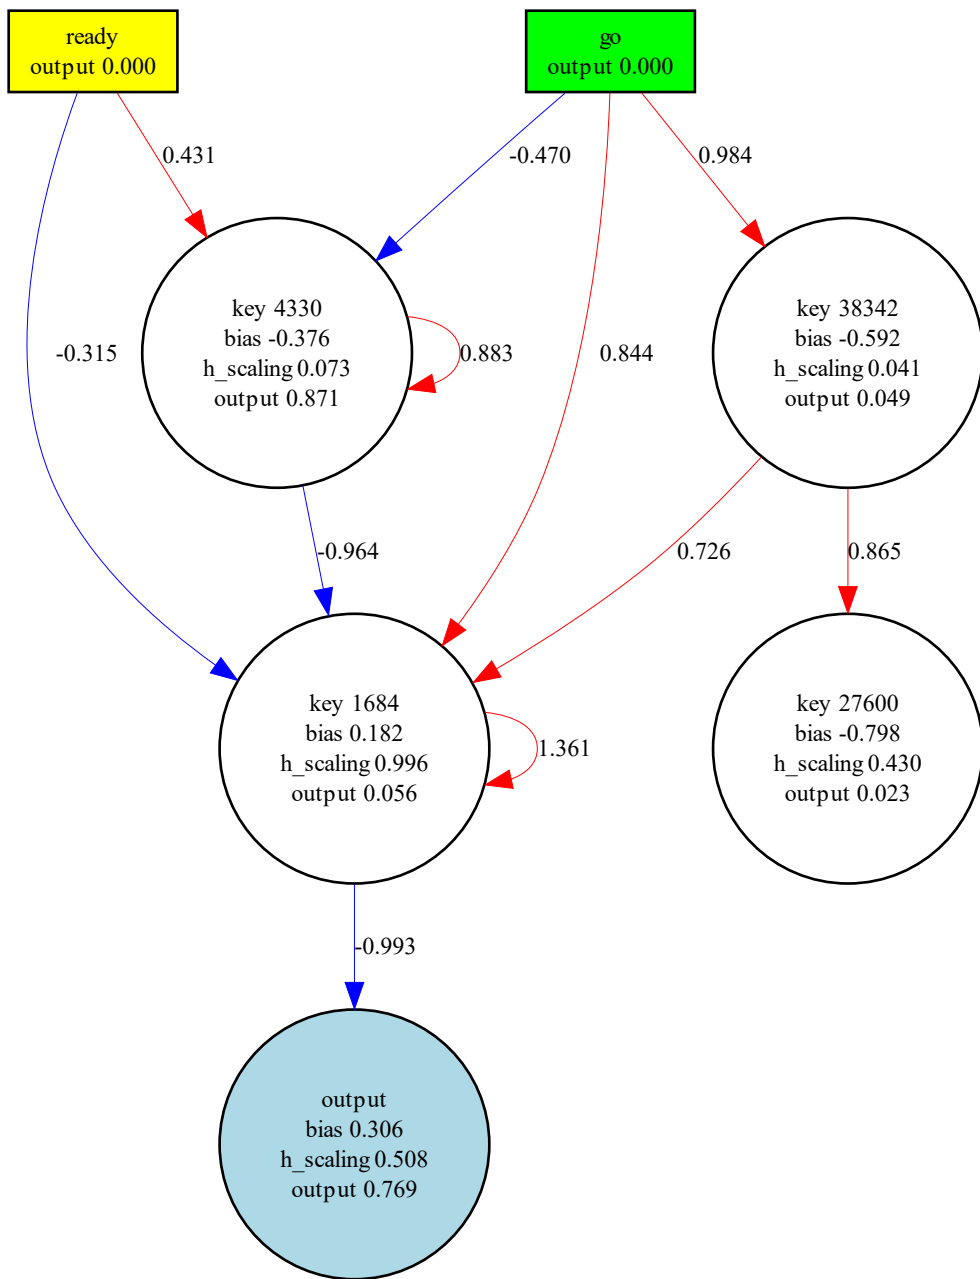 ready
output 0.000
go
output 0.000
0.431
-0.470
0.984
key 4330
bias -0.376
h_scaling 0.073
output 0.871
key 38342
bias -0.592
h_scaling 0.041
output 0.049
-0.315
0.883
0.844
-0.964
0.726
0.865
key 1684
bias 0.182
h_scaling 0.996
output 0.056
1.361
key 27600
bias -0.798
h_scaling 0.430
output 0.023
-0.993
output
bias 0.306
h_scaling 0.508
output 0.769